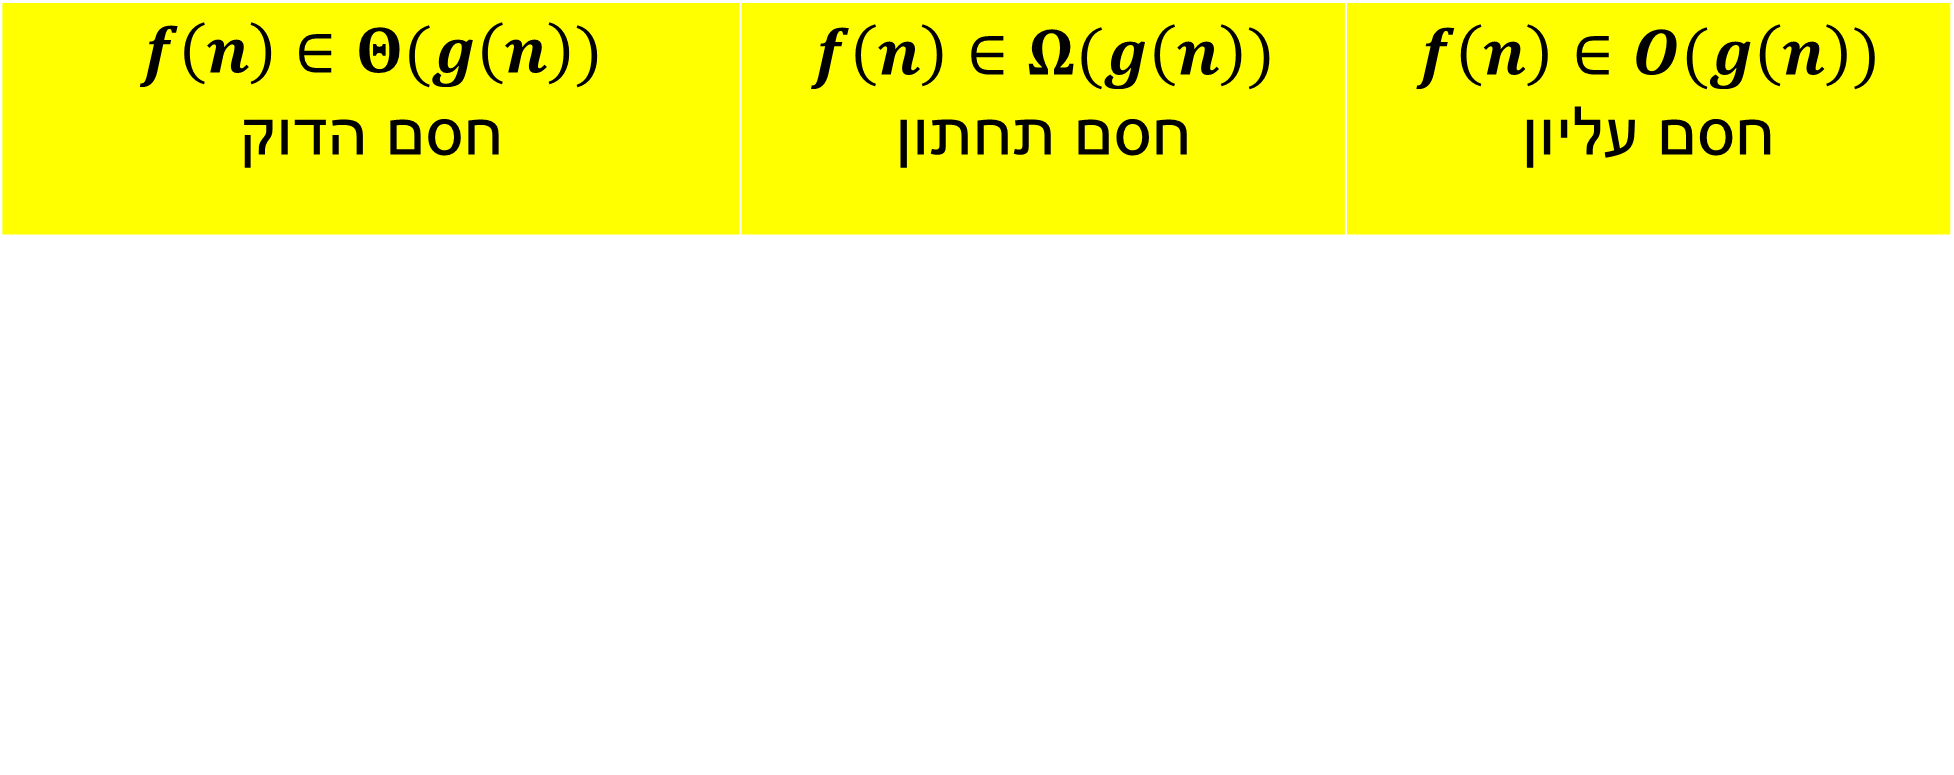 f(n) ∈ O(g(n))
חסם עליון
f(n) ∈ Ω(g(n))
חסם תחתון
f(n) ∈ Θ(g(n))
חסם הדוק